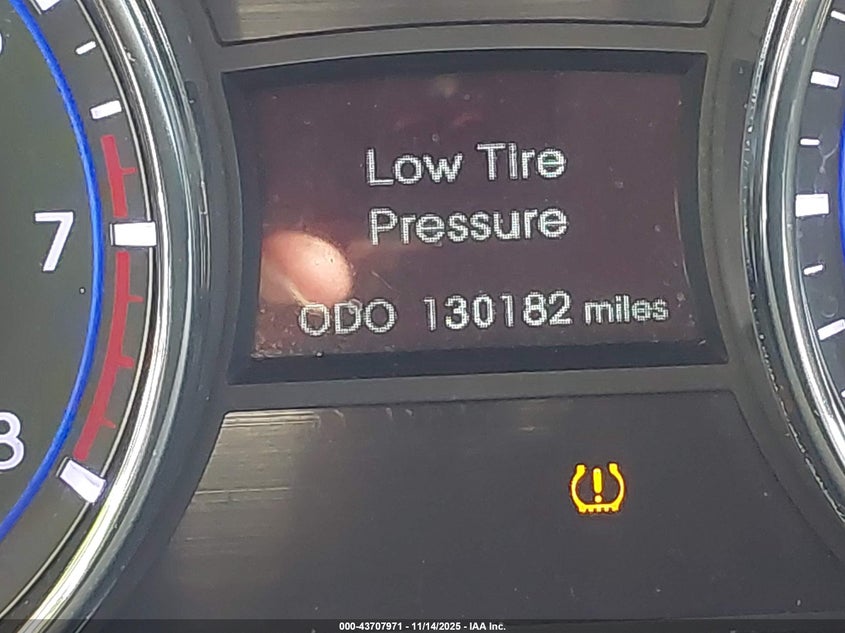 Low Tire
Pressure
ODO 130182 miles
7
8
000-43707971 - 11/14/2025 - IAA Inc.